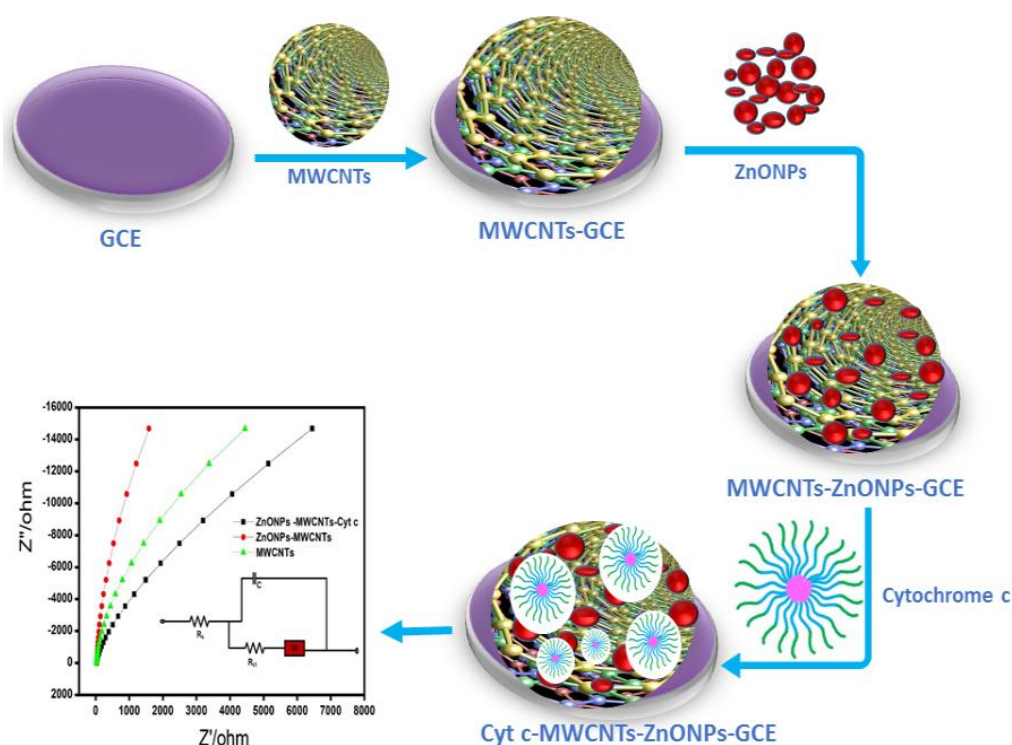 MWCNTs
ZnONPs
GCE
MWCNTs-GCE
MWCNTs-ZnONPs-GCE
Cytochrome c
Cyt c-MWCNTs-ZnONPs-GCE
Z"/ohm
-16000
-14000
-12000
-10000
-8000
-6000
-4000
-2000
0
2000
ZnONPs -MWCNTs-Cyt c
ZnONPs-MWCNTs
MWCNTs
C
Rs
0 1000 2000 3000 4000 5000 6000 7000 8000
Z'/ohm